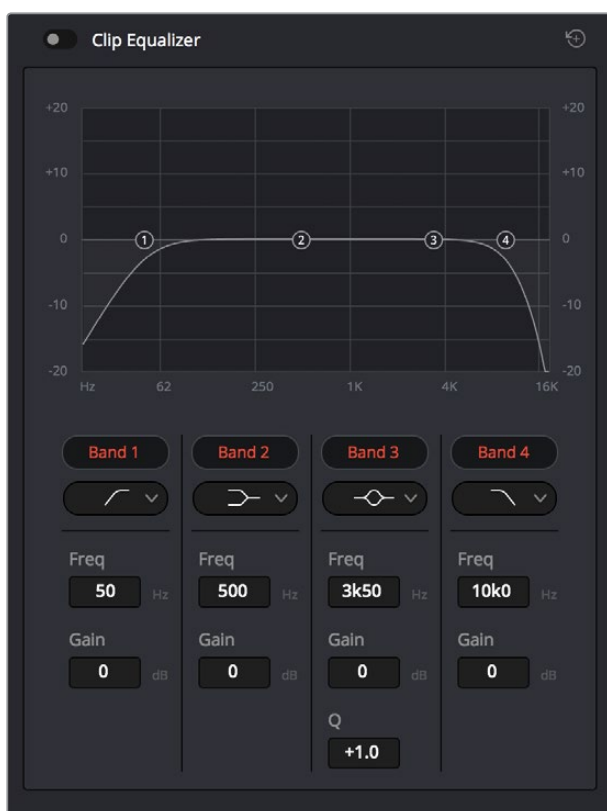 Clip Equalizer
+20 +20
+10 +10
0 1 2 3 4 0
-10 -10
-20 -20
Hz 62 250 1K 4K 16K
Band 1 Band 2 Band 3 Band 4
Freq Freq Freq Freq
50 Hz 500 Hz 3k50 Hz 10k0 Hz
Gain Gain Gain Gain
0 dB 0 dB 0 dB 0 dB
Q
+1.0